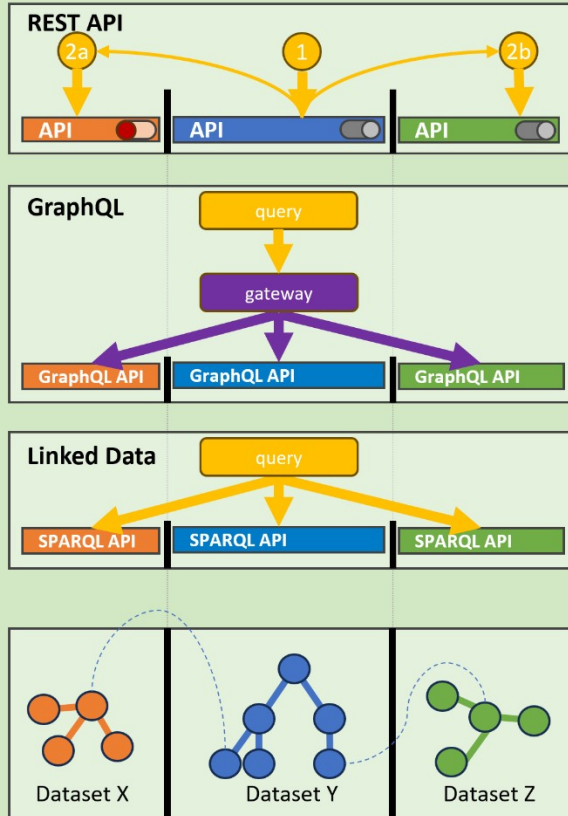 REST API
2a
1
2b
API
API
API
GraphQL
query
gateway
GraphQL API
GraphQL API
GraphQL API
Linked Data
query
SPARQL API
SPARQL API
SPARQL API
Dataset X
Dataset Y
Dataset Z